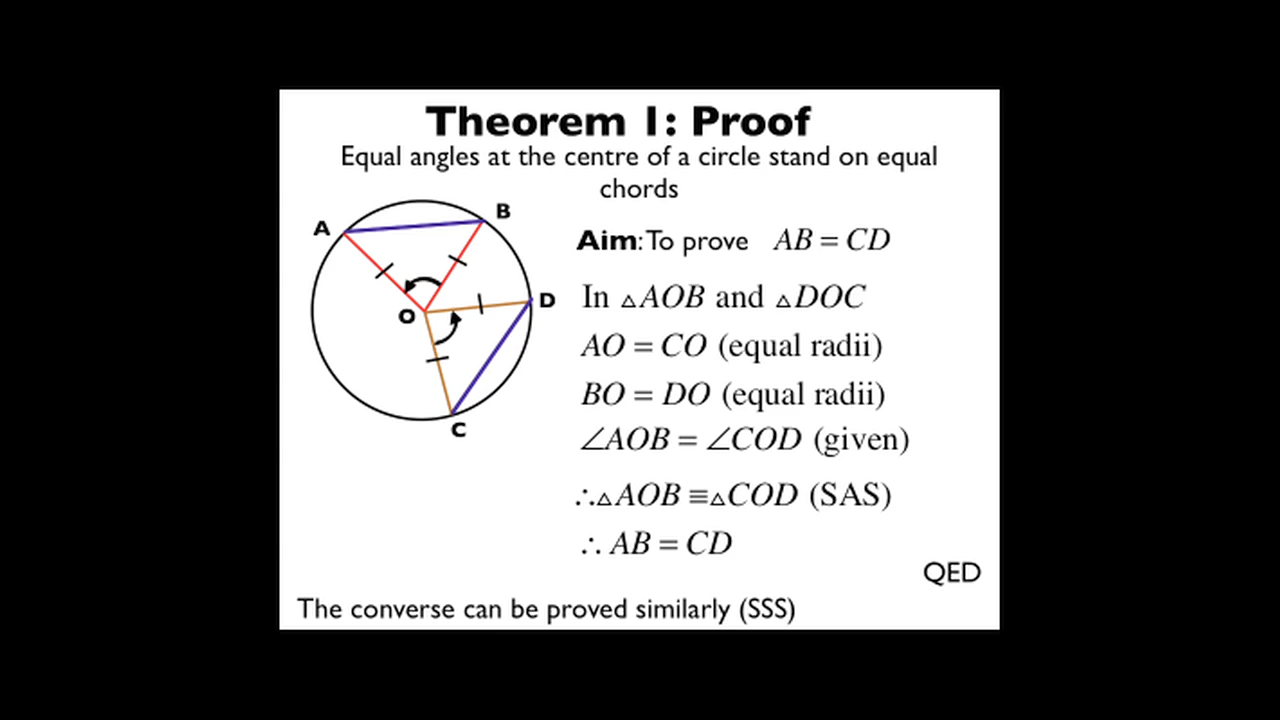 Theorem 1: Proof
Equal angles at the centre of a circle stand on equal
chords
A
B
D
O
C
Aim: To prove AB = CD
In △AOB and △DOC
AO = CO (equal radii)
BO = DO (equal radii)
∠AOB = ∠COD (given)
∴△AOB ≡△COD (SAS)
∴ AB = CD
QED
The converse can be proved similarly (SSS)